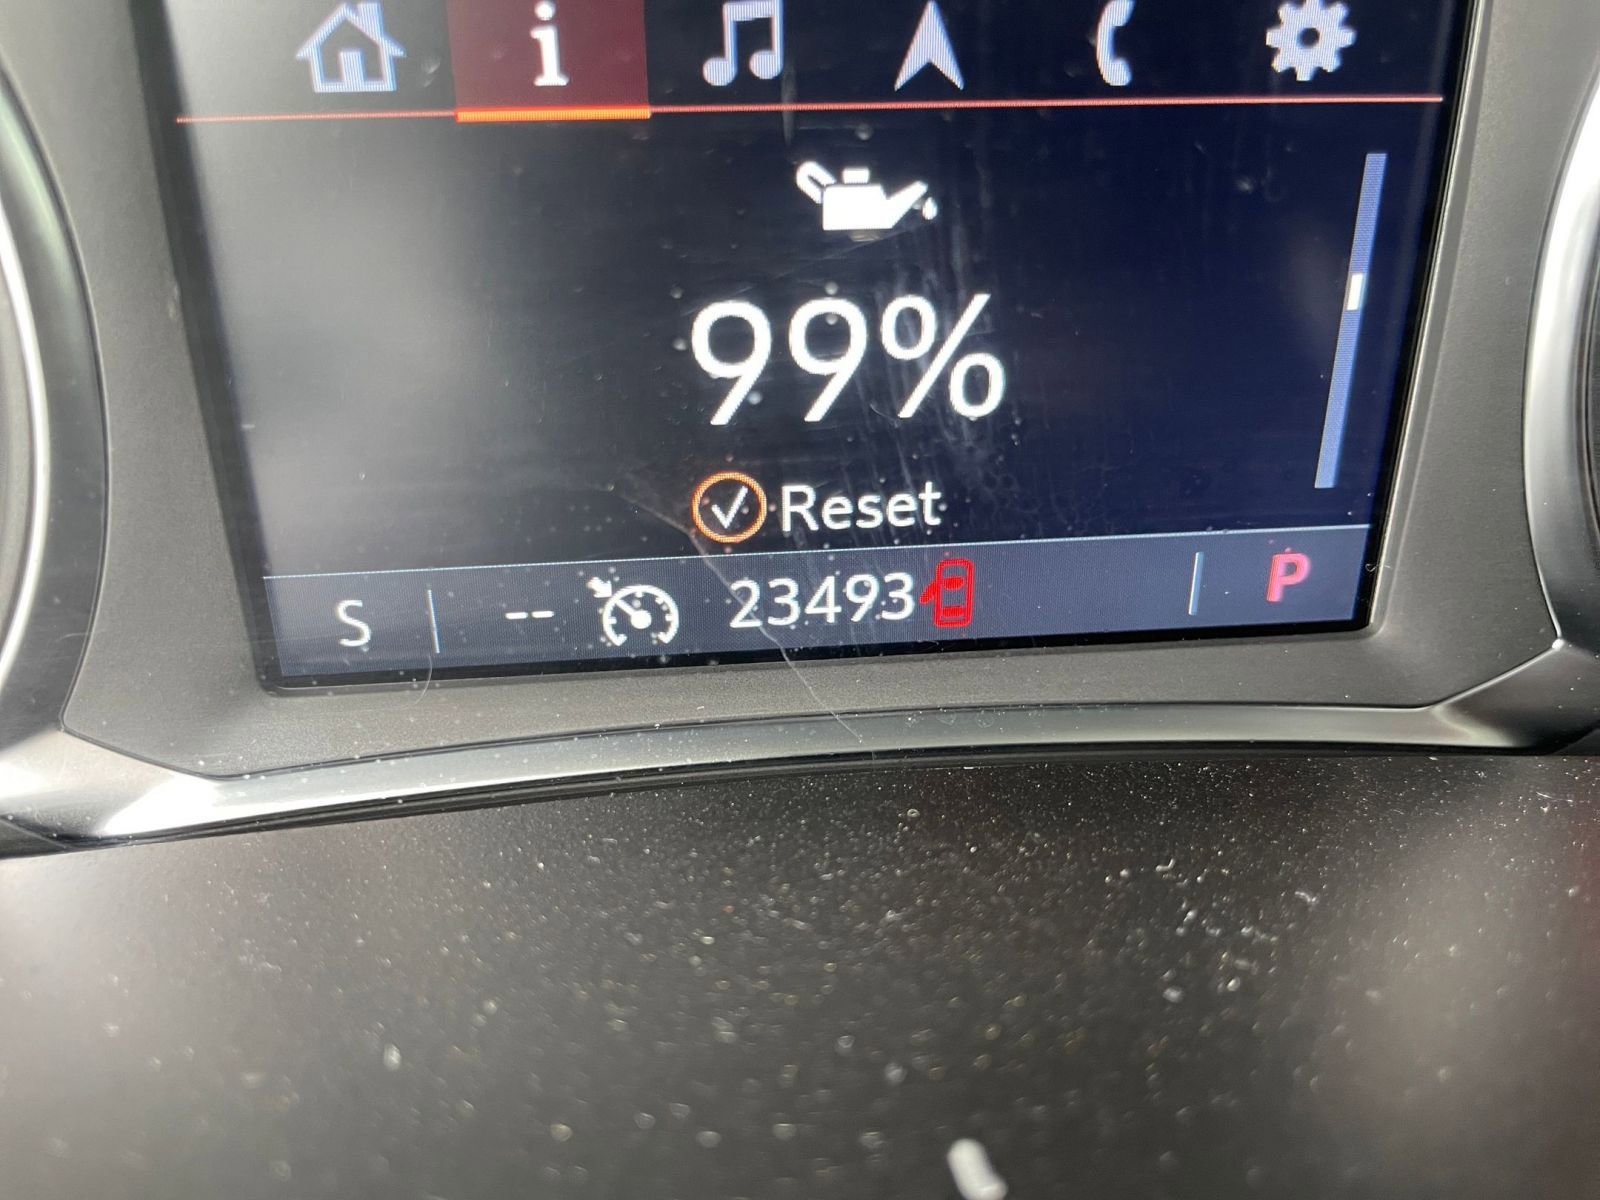 99%
Reset
S -- 23493 P